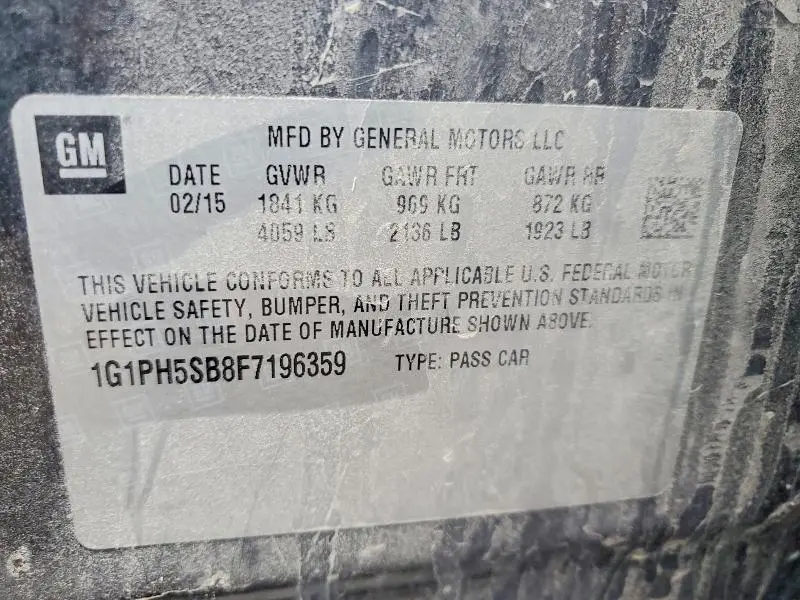 GM
MFD BY GENERAL MOTORS LLC
DATE GVWR GAWR FRT GAWR RR
02/15 1841 KG 969 KG 872 KG
4059 LB 2136 LB 1923 LB
THIS VEHICLE CONFORMS TO ALL APPLICABLE U.S. FEDERAL MOTOR
VEHICLE SAFETY, BUMPER, AND THEFT PREVENTION STANDARDS IN
EFFECT ON THE DATE OF MANUFACTURE SHOWN ABOVE.
1G1PH5SB8F7196359 TYPE: PASS CAR